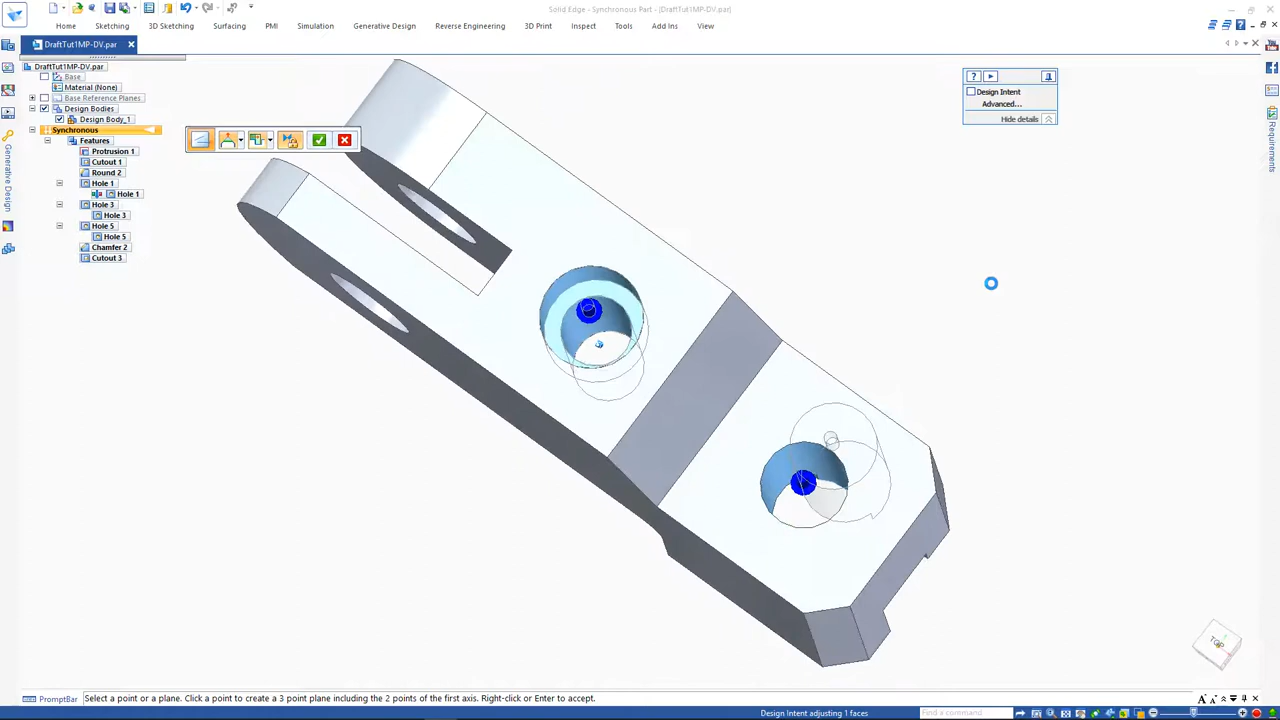 Solid Edge - Synchronous Part - [DraftTut1MP-DV.par]
Home Sketching 3D Sketching Surfacing PMI Simulation Generative Design Reverse Engineering 3D Print Inspect Tools Add Ins View
DraftTut1MP-DV.par
DraftTut1MP-DV.par
Base
Material (None)
Base Reference Planes
Design Bodies
Design Body_1
Synchronous
Features
Protrusion 1
Cutout 1
Round 2
Hole 1
Hole 1
Hole 3
Hole 3
Hole 5
Hole 5
Chamfer 2
Cutout 3
Generative Design
Design Intent
Advanced...
Hide details
Requirements
TOP
PromptBar Select a point or a plane. Click a point to create a 3 point plane including the 2 points of the first axis. Right-click or Enter to accept.
Design Intent adjusting 1 faces
Find a command